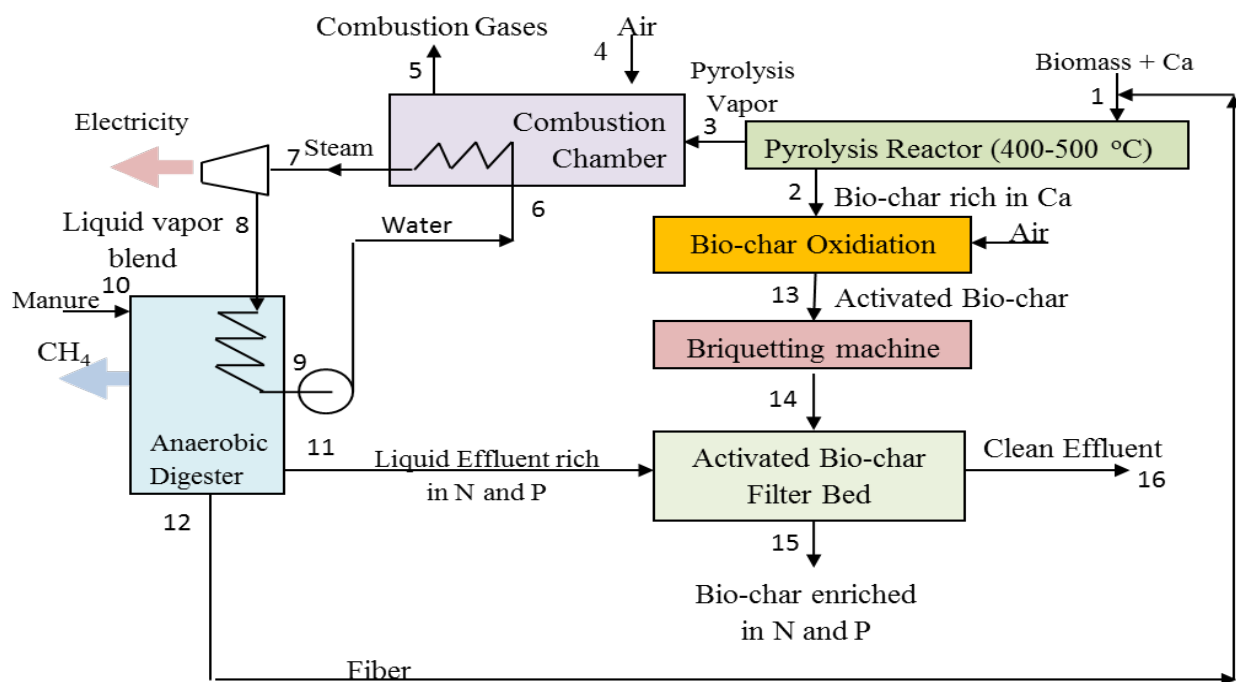 Combustion Gases
Air
4
5
Pyrolysis
Vapor
3
Biomass + Ca
1
Electricity
7
Steam
Combustion
Chamber
Pyrolysis Reactor (400-500 °C)
2
Bio-char rich in Ca
6
8
Liquid vapor
blend
Water
Bio-char Oxidiation
Air
10
Manure
13
Activated Bio-char
CH4
9
Briquetting machine
14
Anaerobic
Digester
11
Liquid Effluent rich
in N and P
Activated Bio-char
Filter Bed
Clean Effluent
16
12
15
Bio-char enriched
in N and P
Fiber